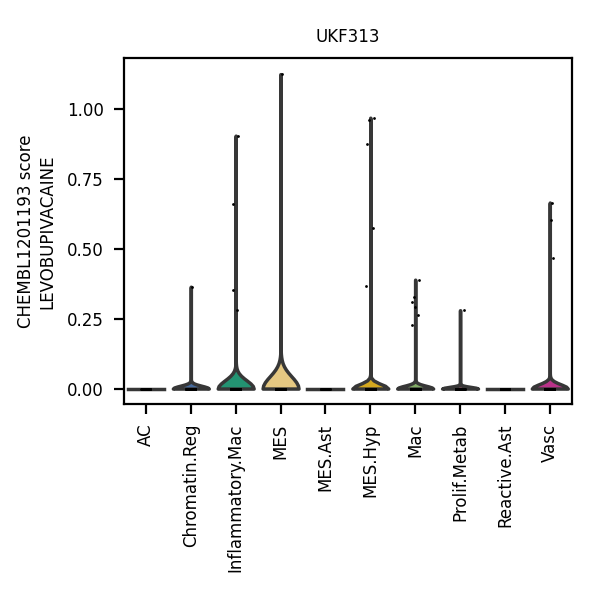 UKF313
CHEMBL1201193 score
LEVOBUPIVACAINE
1.00
0.75
0.50
0.25
0.00
AC
Chromatin.Reg
Inflammatory.Mac
MES
MES.Ast
MES.Hyp
Mac
Prolif.Metab
Reactive.Ast
Vasc